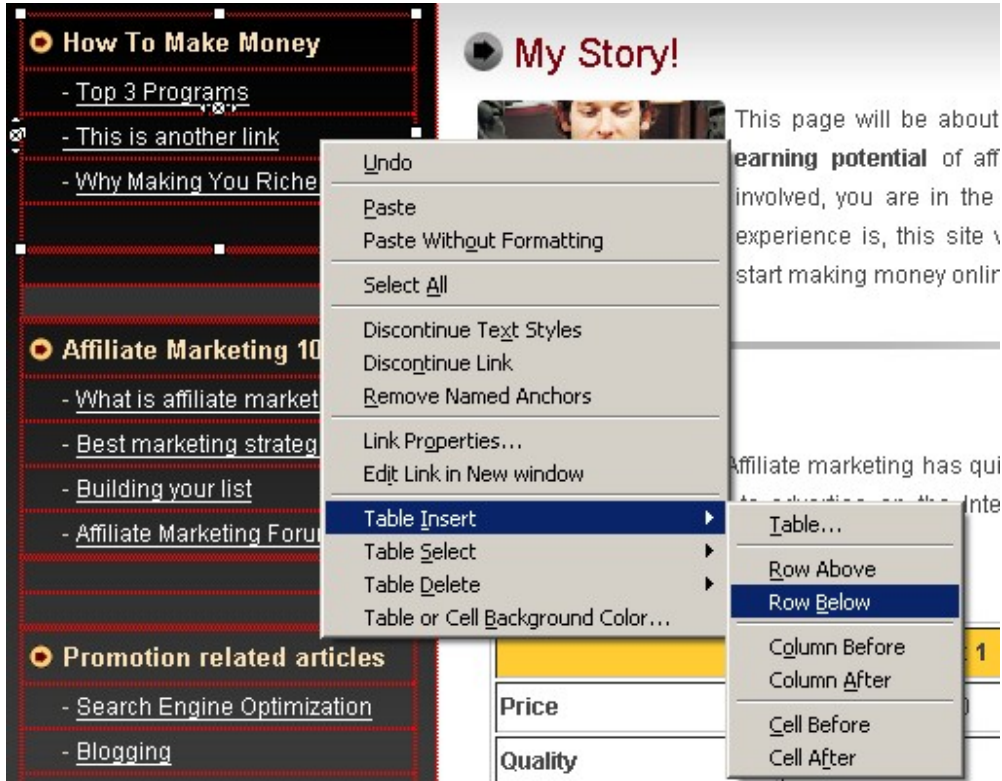 How To Make Money
- Top 3 Programs
- This is another link
- Why Making You Riche
Affiliate Marketing 10
- What is affiliate market
- Best marketing strateg
- Building your list
- Affiliate Marketing Foru
Promotion related articles
- Search Engine Optimization
- Blogging
My Story!
This page will be about
earning potential of aff
involved, you are in the
experience is, this site
start making money onlin
Affiliate marketing has qui
to advertise on the Inte
1
Price
Quality
Undo
Paste
Paste Without Formatting
Select All
Discontinue Text Styles
Discontinue Link
Remove Named Anchors
Link Properties...
Edit Link in New window
Table Insert
Table Select
Table Delete
Table or Cell Background Color...
Table...
Row Above
Row Below
Column Before
Column After
Cell Before
Cell After